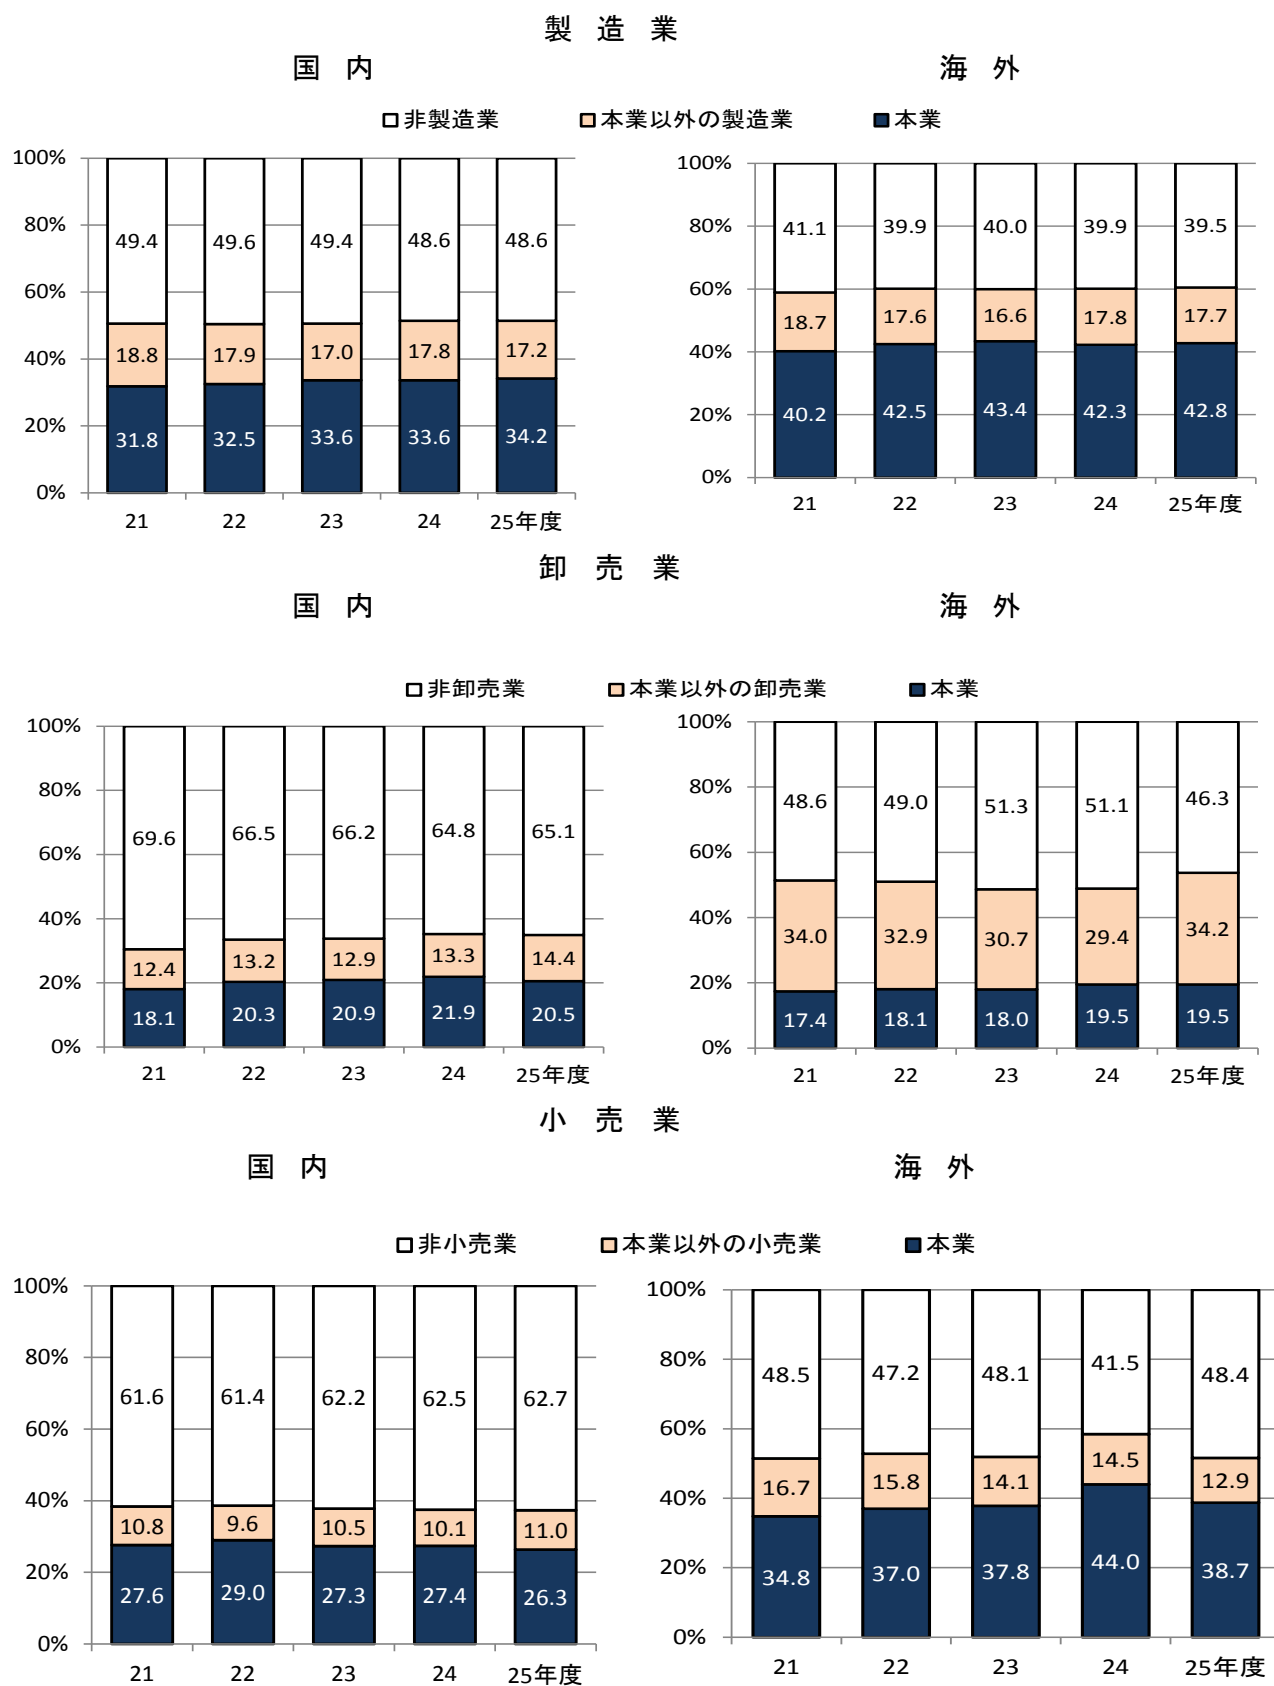 製 造 業
国 内 海 外
非製造業 本業以外の製造業 本業
100%
80%
60%
40%
20%
0%
49.4 49.6 49.4 48.6 48.6
18.8 17.9 17.0 17.8 17.2
31.8 32.5 33.6 33.6 34.2
21 22 23 24 25年度
100%
80%
60%
40%
20%
0%
41.1 39.9 40.0 39.9 39.5
18.7 17.6 16.6 17.8 17.7
40.2 42.5 43.4 42.3 42.8
21 22 23 24 25年度
卸 売 業
国 内 海 外
非卸売業 本業以外の卸売業 本業
100%
80%
60%
40%
20%
0%
69.6 66.5 66.2 64.8 65.1
12.4 13.2 12.9 13.3 14.4
18.1 20.3 20.9 21.9 20.5
21 22 23 24 25年度
100%
80%
60%
40%
20%
0%
48.6 49.0 51.3 51.1 46.3
34.0 32.9 30.7 29.4 34.2
17.4 18.1 18.0 19.5 19.5
21 22 23 24 25年度
小 売 業
国 内 海 外
非小売業 本業以外の小売業 本業
100%
80%
60%
40%
20%
0%
61.6 61.4 62.2 62.5 62.7
10.8 9.6 10.5 10.1 11.0
27.6 29.0 27.3 27.4 26.3
21 22 23 24 25年度
100%
80%
60%
40%
20%
0%
48.5 47.2 48.1 41.5 48.4
16.7 15.8 14.1 14.5 12.9
34.8 37.0 37.8 44.0 38.7
21 22 23 24 25年度